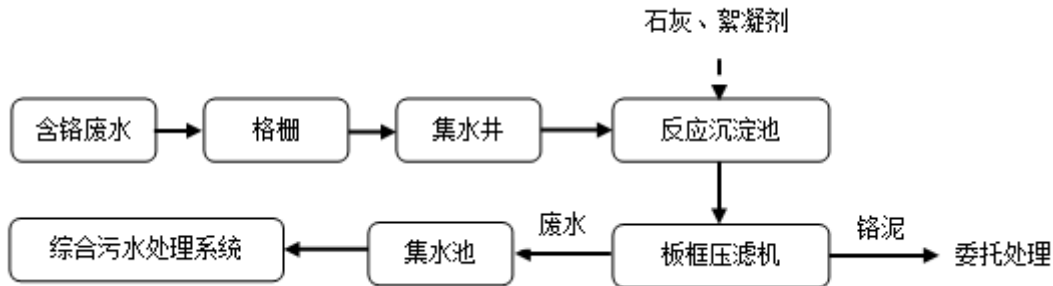 石灰、絮凝剂
含铬废水
格栅
集水井
反应沉淀池
综合污水处理系统
集水池
废水
板框压滤机
铬泥
委托处理